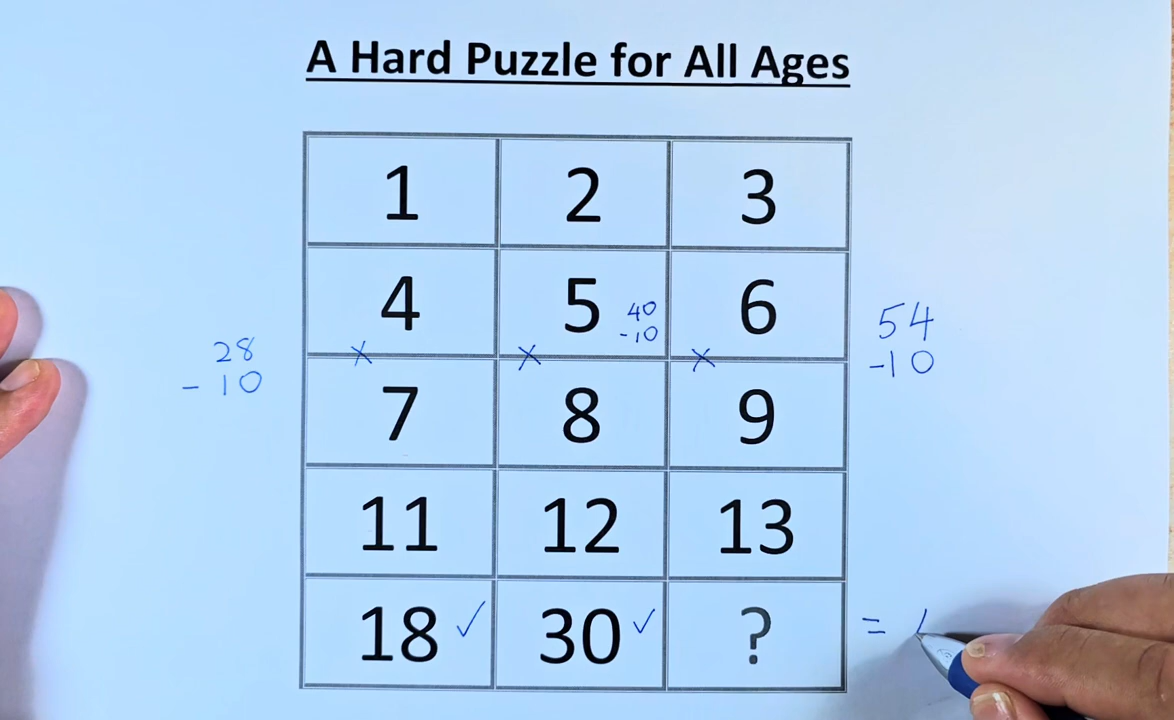 A Hard Puzzle for All Ages
1 2 3
4 5 6
40
-10
54
-10
28
- 10
x x x
7 8 9
11 12 13
18 ✓ 30 ✓ ? =